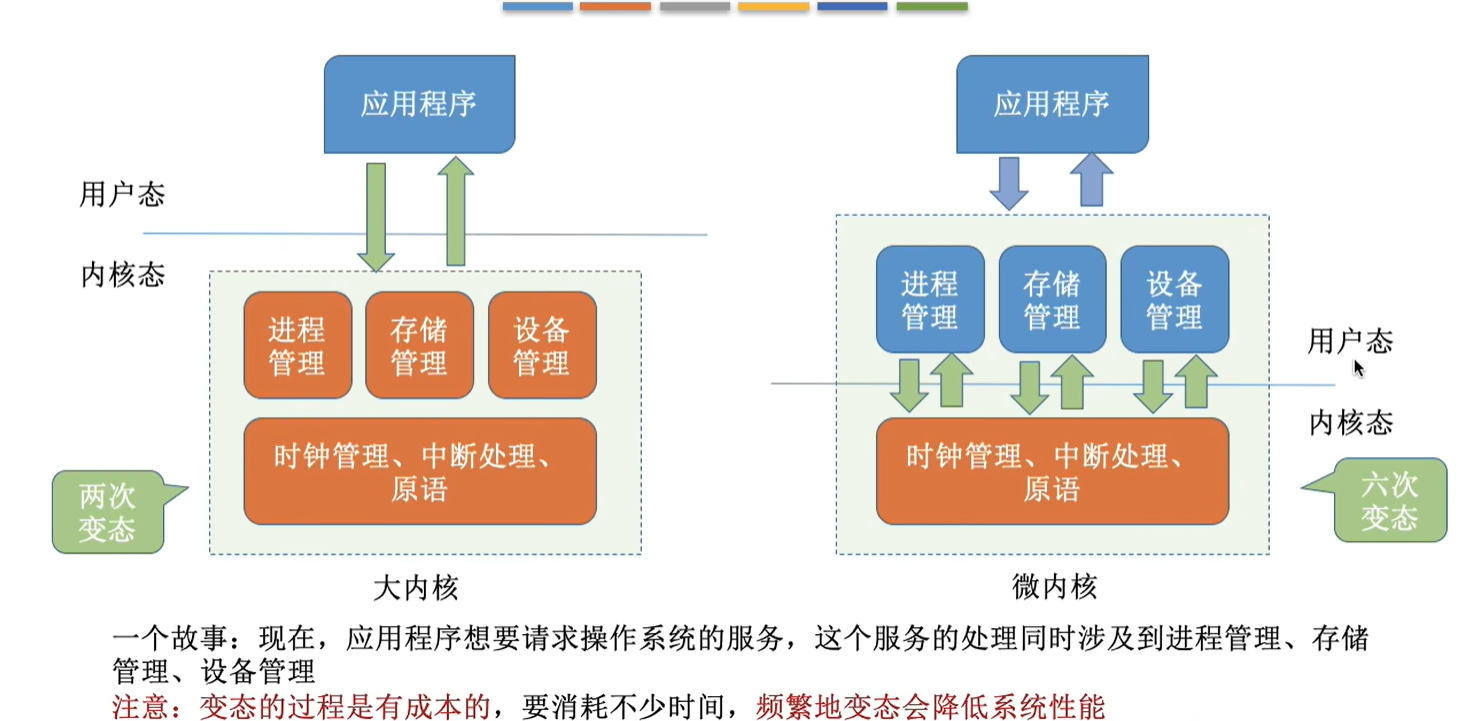 应用程序
用户态
内核态
进程
管理
存储
管理
设备
管理
时钟管理、中断处理、
原语
两次
变态
大内核
应用程序
进程
管理
存储
管理
设备
管理
用户态
内核态
时钟管理、中断处理、
原语
六次
变态
微内核
一个故事：现在，应用程序想要请求操作系统的服务，这个服务的处理同时涉及到进程管理、存储
管理、设备管理
注意：变态的过程是有成本的，要消耗不少时间，频繁地变态会降低系统性能